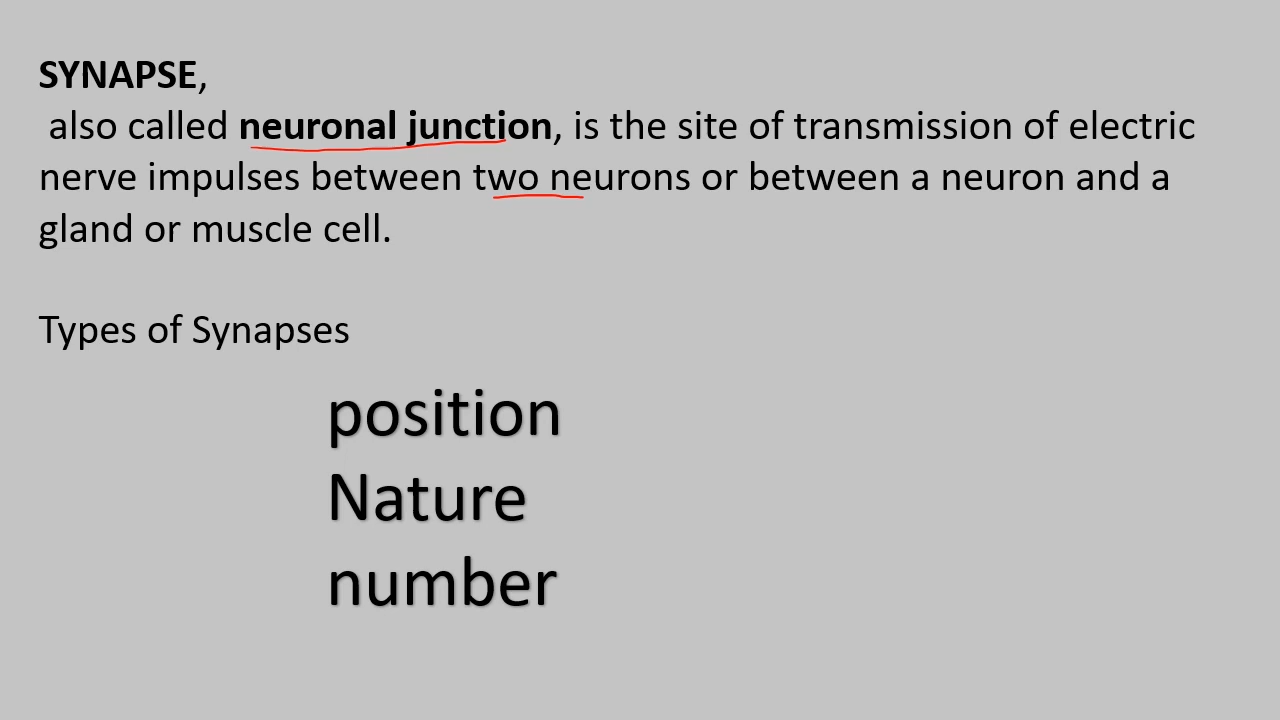 SYNAPSE,
also called neuronal junction, is the site of transmission of electric
nerve impulses between two neurons or between a neuron and a
gland or muscle cell.
Types of Synapses
position
Nature
number